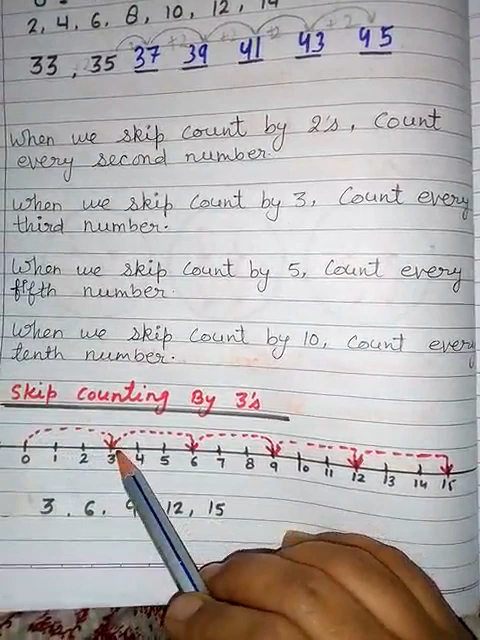 2, 4, 6, 8, 10, 12, 14
33, 35 37 39 41 43 45
When we skip count by 2's, Count
every second number.
When we skip count by 3, Count every
third number.
When we skip count by 5, Count every
fifth number.
When we skip count by 10, Count every
tenth number.
Skip Counting By 3's
0 1 2 3 4 5 6 7 8 9 10 11 12 13 14 15
3, 6, 9, 12, 15